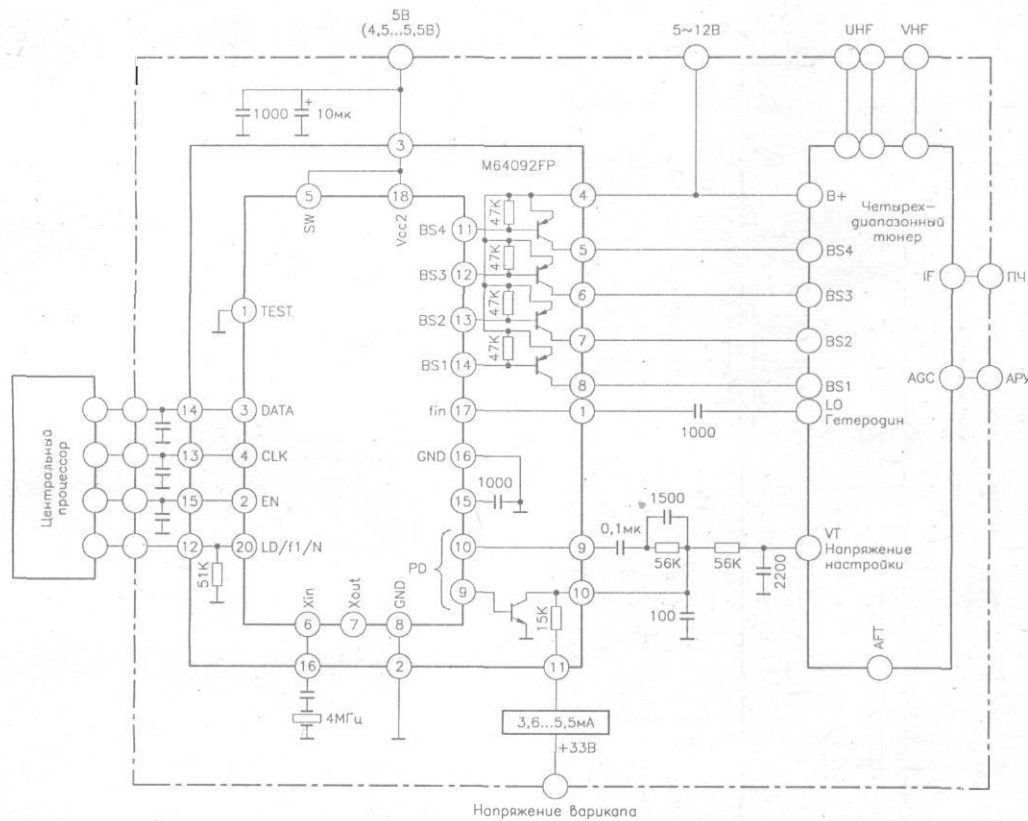 5В
(4,5...5,5В)
5~12В
UHF
VHF
1000
+
10мк
3
M64092FP
5
18
4
B+
SW
Vcc2
47K
Четырех-
диапазонный
тюнер
BS4
11
5
BS4
47K
IF
ПЧ
BS3
12
6
BS3
1
TEST
47K
BS2
13
7
BS2
47K
BS1
14
8
BS1
AGC
АРУ
Центральный
процессор
14
3
DATA
fin
17
1
1000
LO
Гетеродин
13
4
CLK
GND
16
1000
15
2
EN
15
1500
0,1мк
VT
Напряжение
настройки
12
20
LD/f1/N
PD
10
9
56K
56K
2200
51K
9
10
100
Xin
Xout
GND
15K
6
7
8
AFT
16
2
11
4МГц
3,6...5,5мА
+33В
Напряжение варикапа